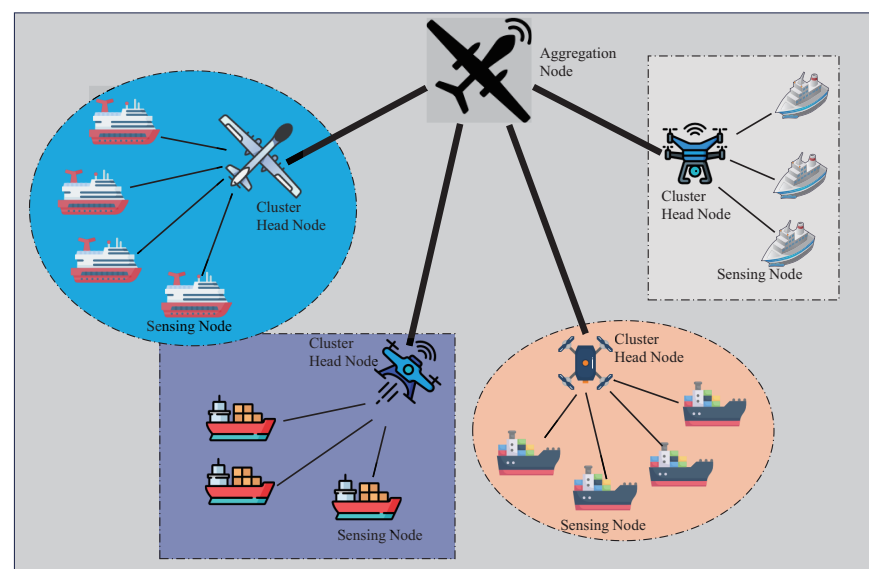 Aggregation
Node
Cluster
Head Node
Sensing Node
Cluster
Head Node
Sensing Node
Cluster
Head Node
Sensing Node
Cluster
Head Node
Sensing Node